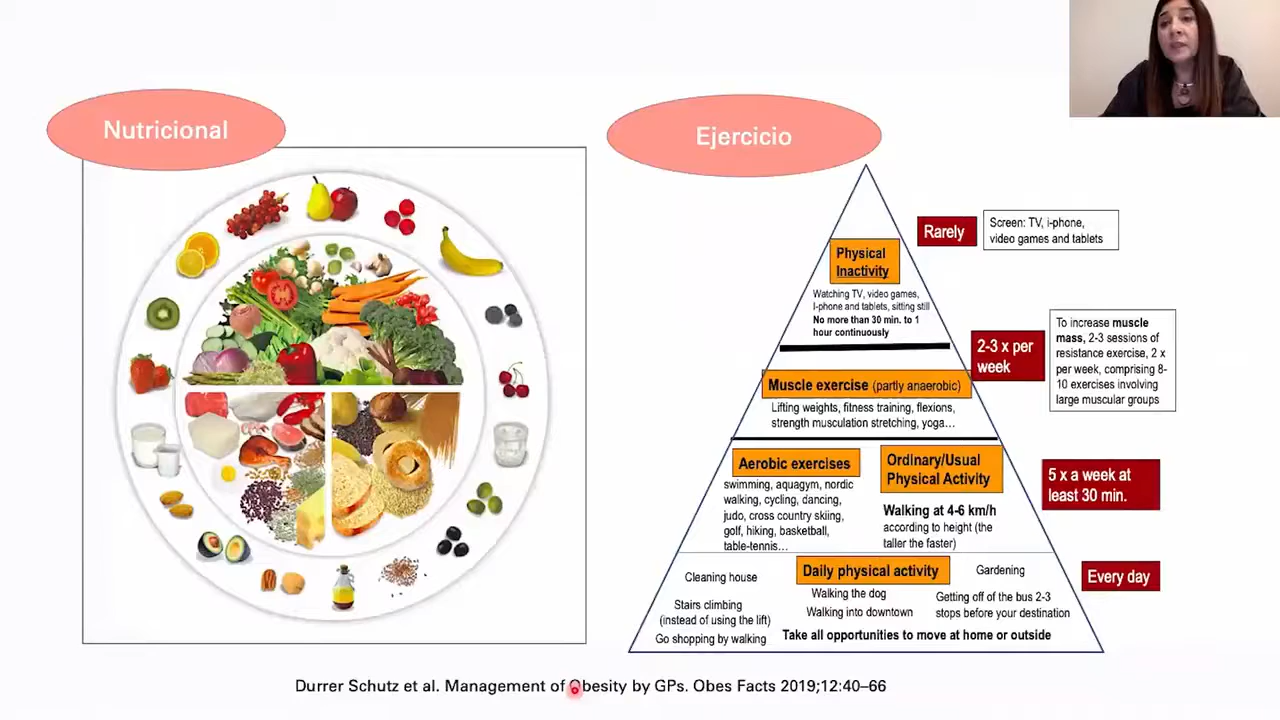 Nutricional
Ejercicio
Rarely
Screen: TV, i-phone,
video games and tablets
Physical
Inactivity
Watching TV, video games,
I-phone and tablets, sitting still
No more than 30 min. to 1
hour continuously
2-3 x per
week
To increase muscle
mass, 2-3 sessions of
resistance exercise, 2 x
per week, comprising 8-
10 exercises involving
large muscular groups
Muscle exercise (partly anaerobic)
Lifting weights, fitness training, flexions,
strength musculation stretching, yoga...
Aerobic exercises
swimming, aquagym, nordic
walking, cycling, dancing,
judo, cross country skiing,
golf, hiking, basketball,
table-tennis...
Ordinary/Usual
Physical Activity
Walking at 4-6 km/h
according to height (the
taller the faster)
5 x a week at
least 30 min.
Daily physical activity
Every day
Cleaning house
Stairs climbing
(instead of using the lift)
Go shopping by walking
Walking the dog
Walking into downtown
Gardening
Getting off of the bus 2-3
stops before your destination
Take all opportunities to move at home or outside
Durrer Schutz et al. Management of Obesity by GPs. Obes Facts 2019;12:40–66